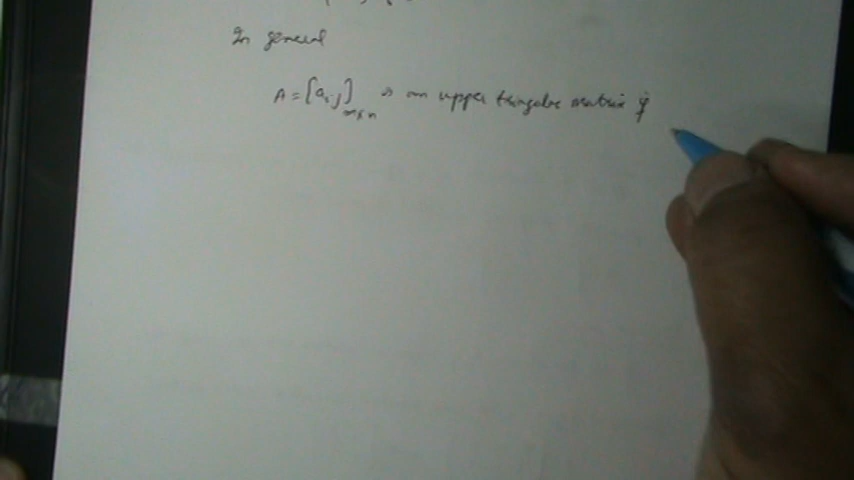 In general
A = [aij]m×n is an upper triangular matrix if